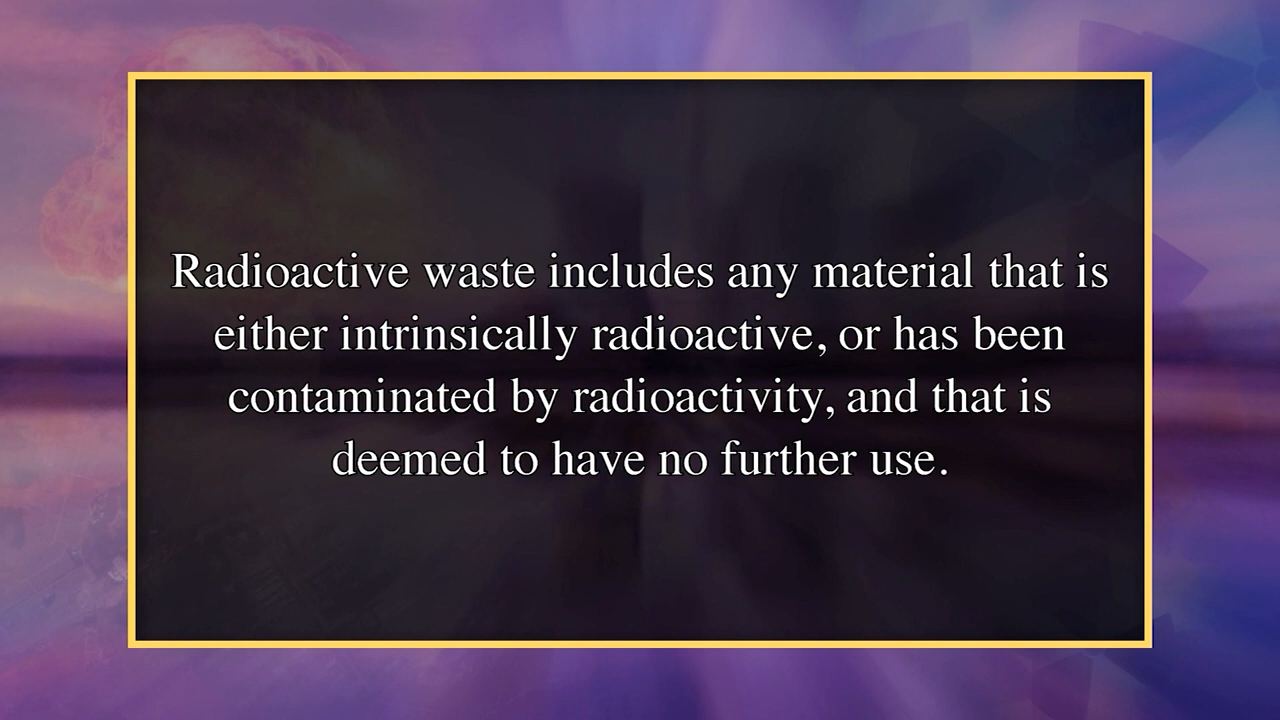 Radioactive waste includes any material that is
either intrinsically radioactive, or has been
contaminated by radioactivity, and that is
deemed to have no further use.